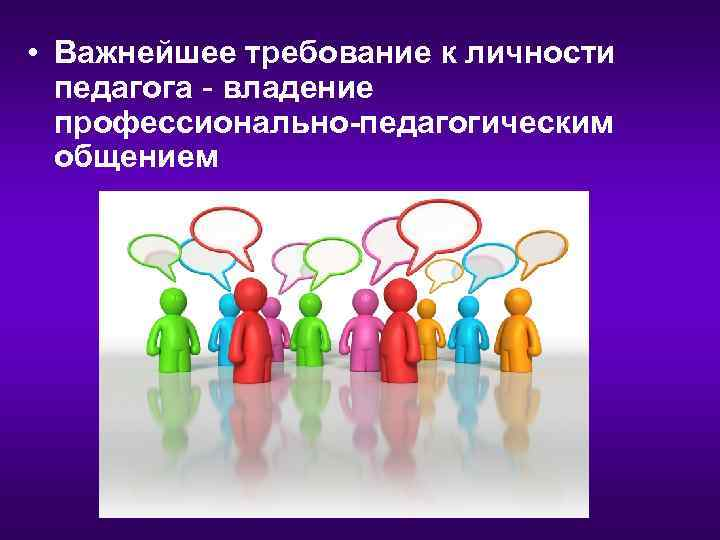 • Важнейшее требование к личности
педагога - владение
профессионально-педагогическим
общением